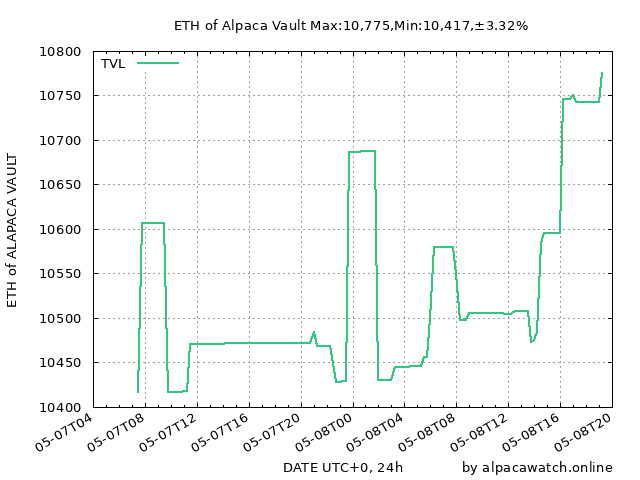 ETH of Alpaca Vault Max:10,775,Min:10,417,±3.32%
TVL
ETH of ALAPACA VAULT
10800
10750
10700
10650
10600
10550
10500
10450
10400
05-07T04
05-07T08
05-07T12
05-07T16
05-07T20
05-08T00
05-08T04
05-08T08
05-08T12
05-08T16
05-08T20
DATE UTC+0, 24h
by alpacawatch.online